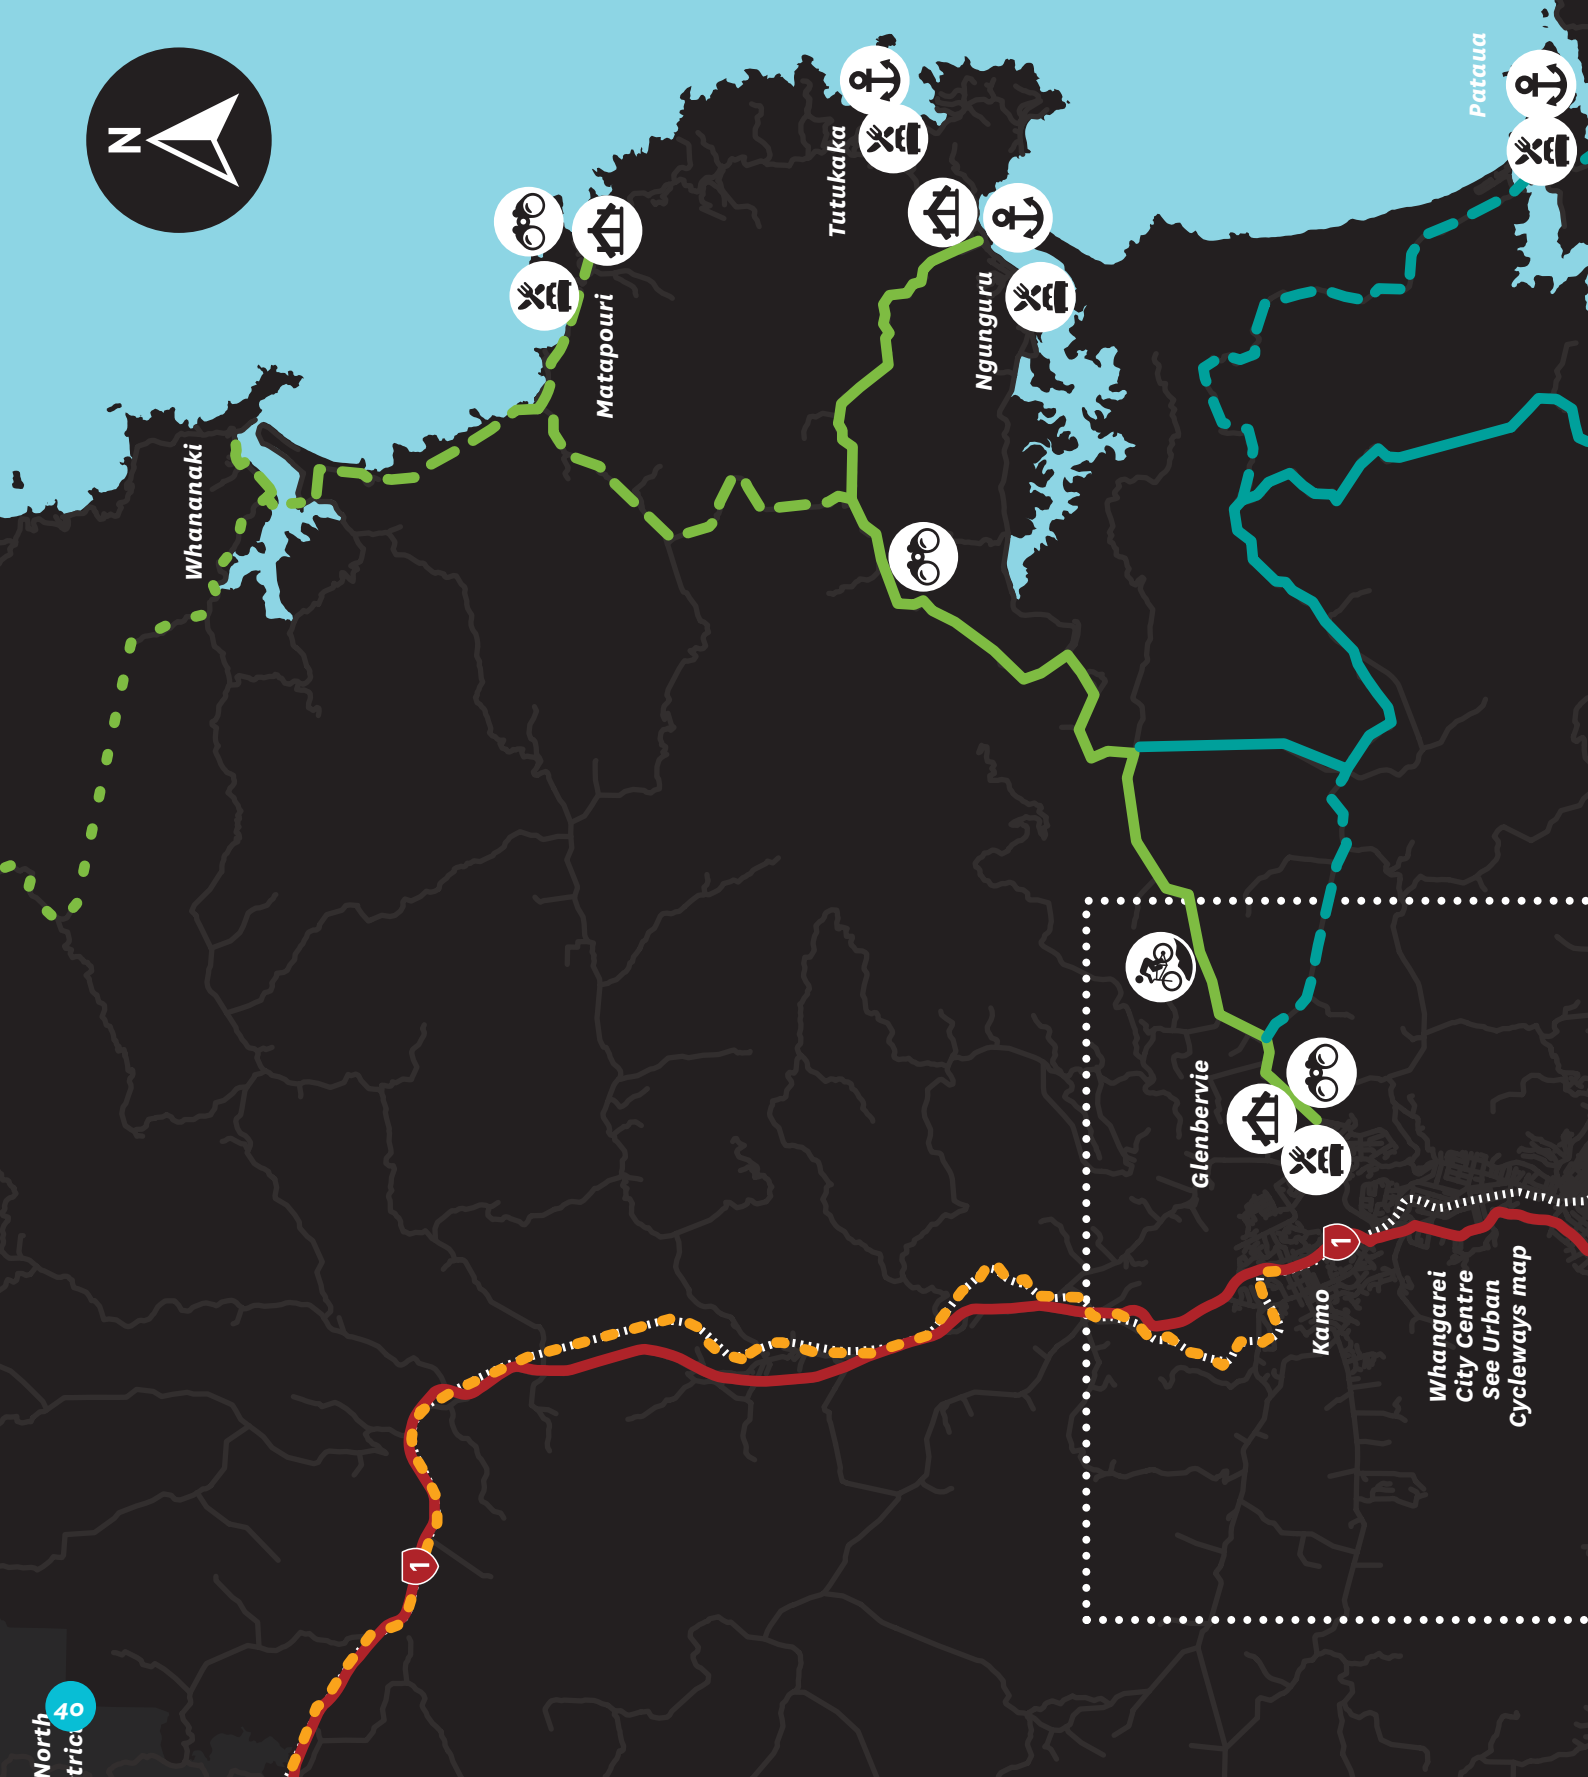 N
Whananaki
Matapouri
Tutukaka
Ngunguru
Pataua
Glenbervie
Kamo
1
1
Whangarei
City Centre
See Urban
Cycleways map
North
tric
40